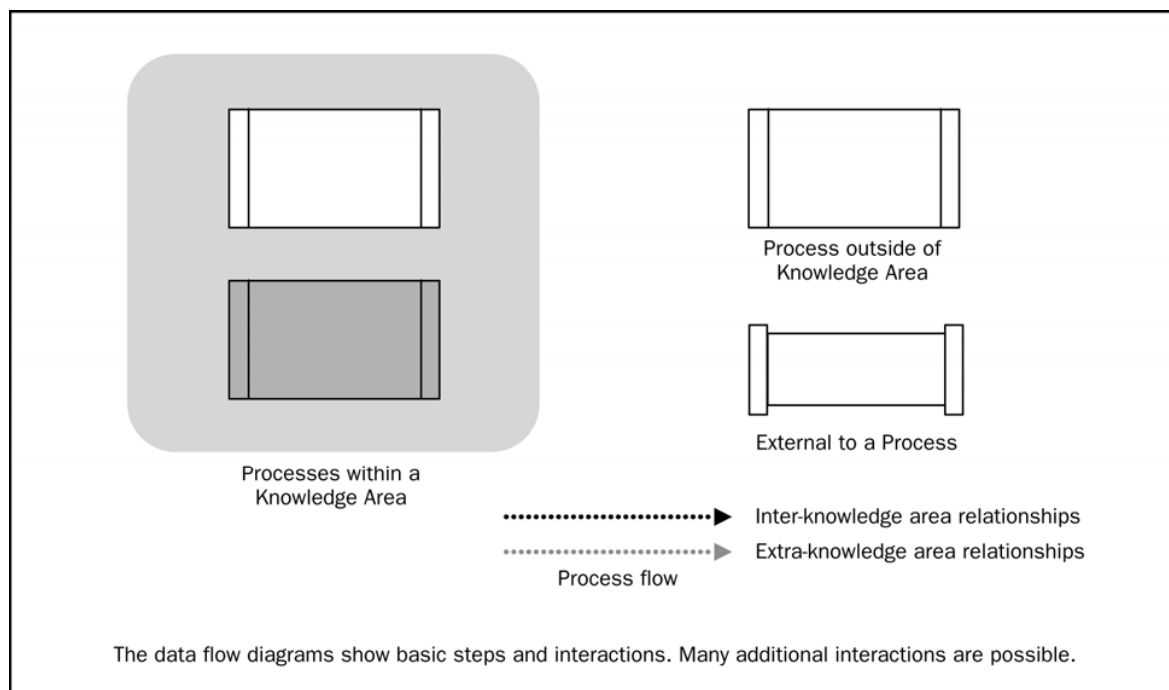 Process outside of
Knowledge Area
External to a Process
Processes within a
Knowledge Area
Inter-knowledge area relationships
Extra-knowledge area relationships
Process flow
The data flow diagrams show basic steps and interactions. Many additional interactions are possible.